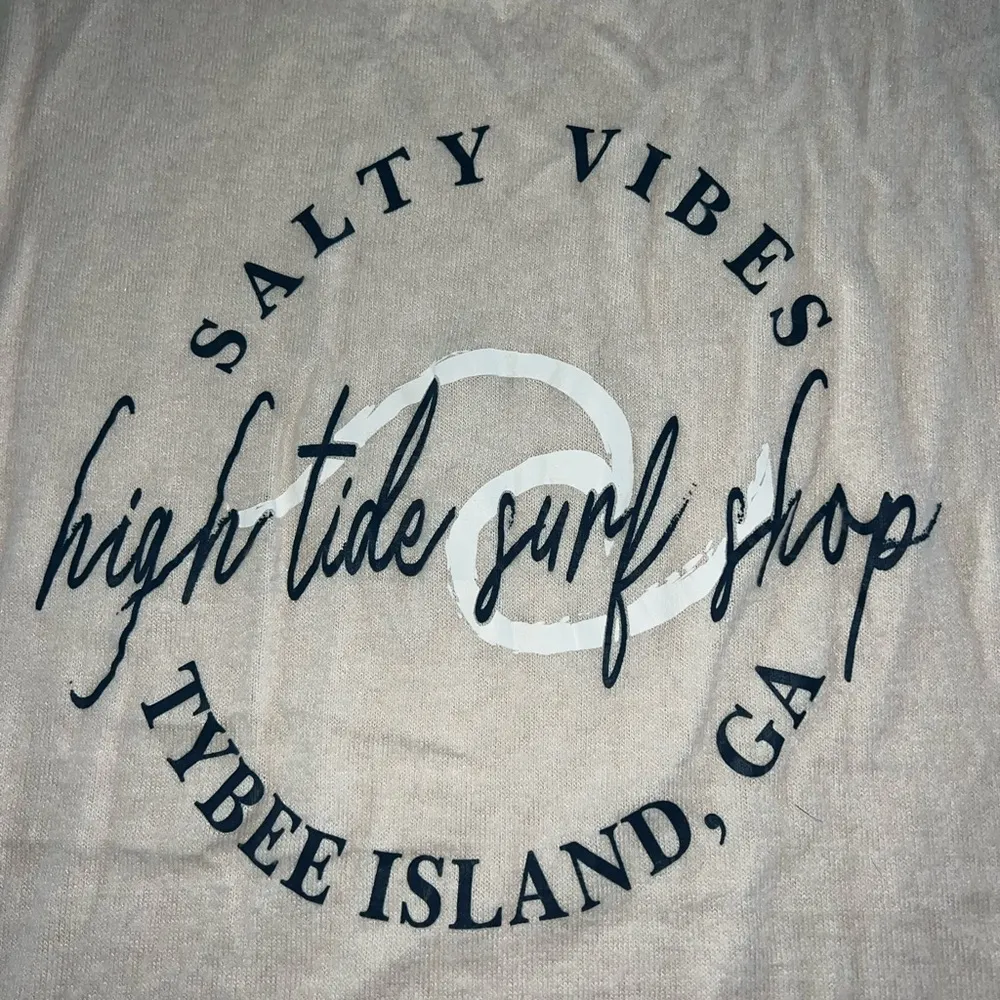 SALTY VIBES
high tide surf shop
TYBEE ISLAND, GA